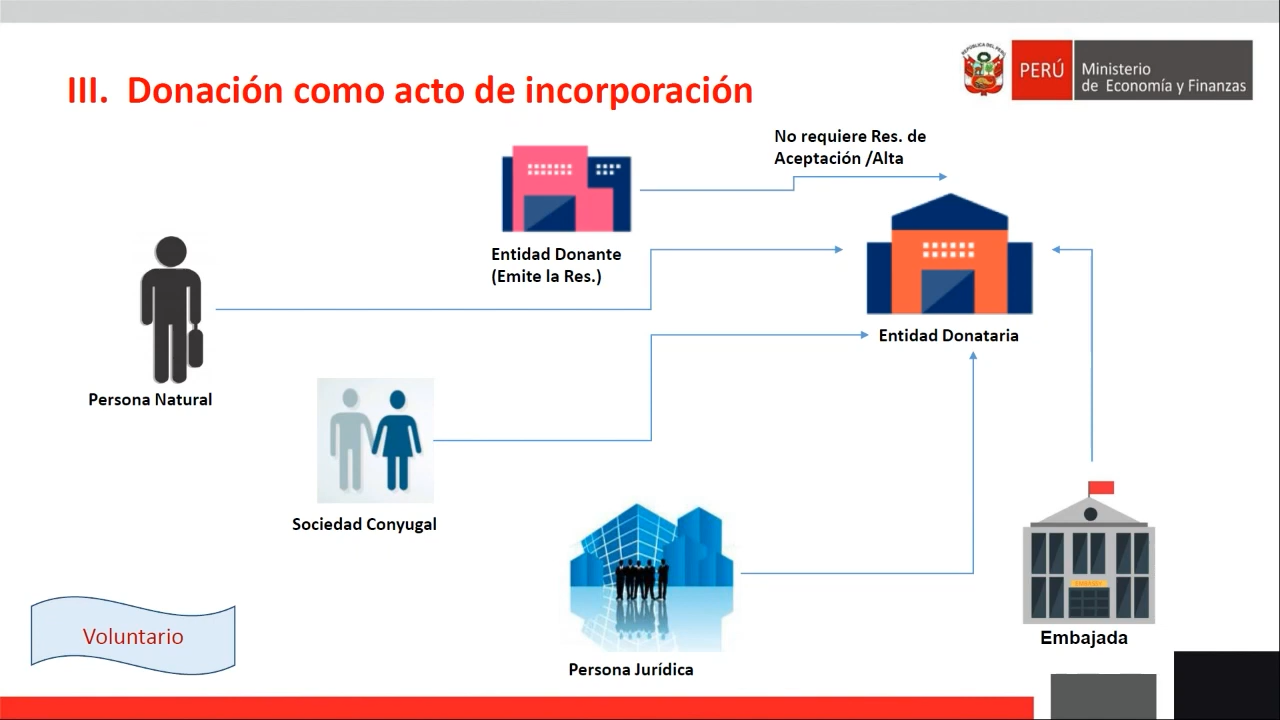 III. Donación como acto de incorporación
REPÚBLICA DEL PERÚ
PERÚ
Ministerio
de Economía y Finanzas
No requiere Res. de
Aceptación /Alta
Entidad Donante
(Emite la Res.)
Entidad Donataria
Persona Natural
Sociedad Conyugal
Voluntario
Persona Jurídica
Embajada